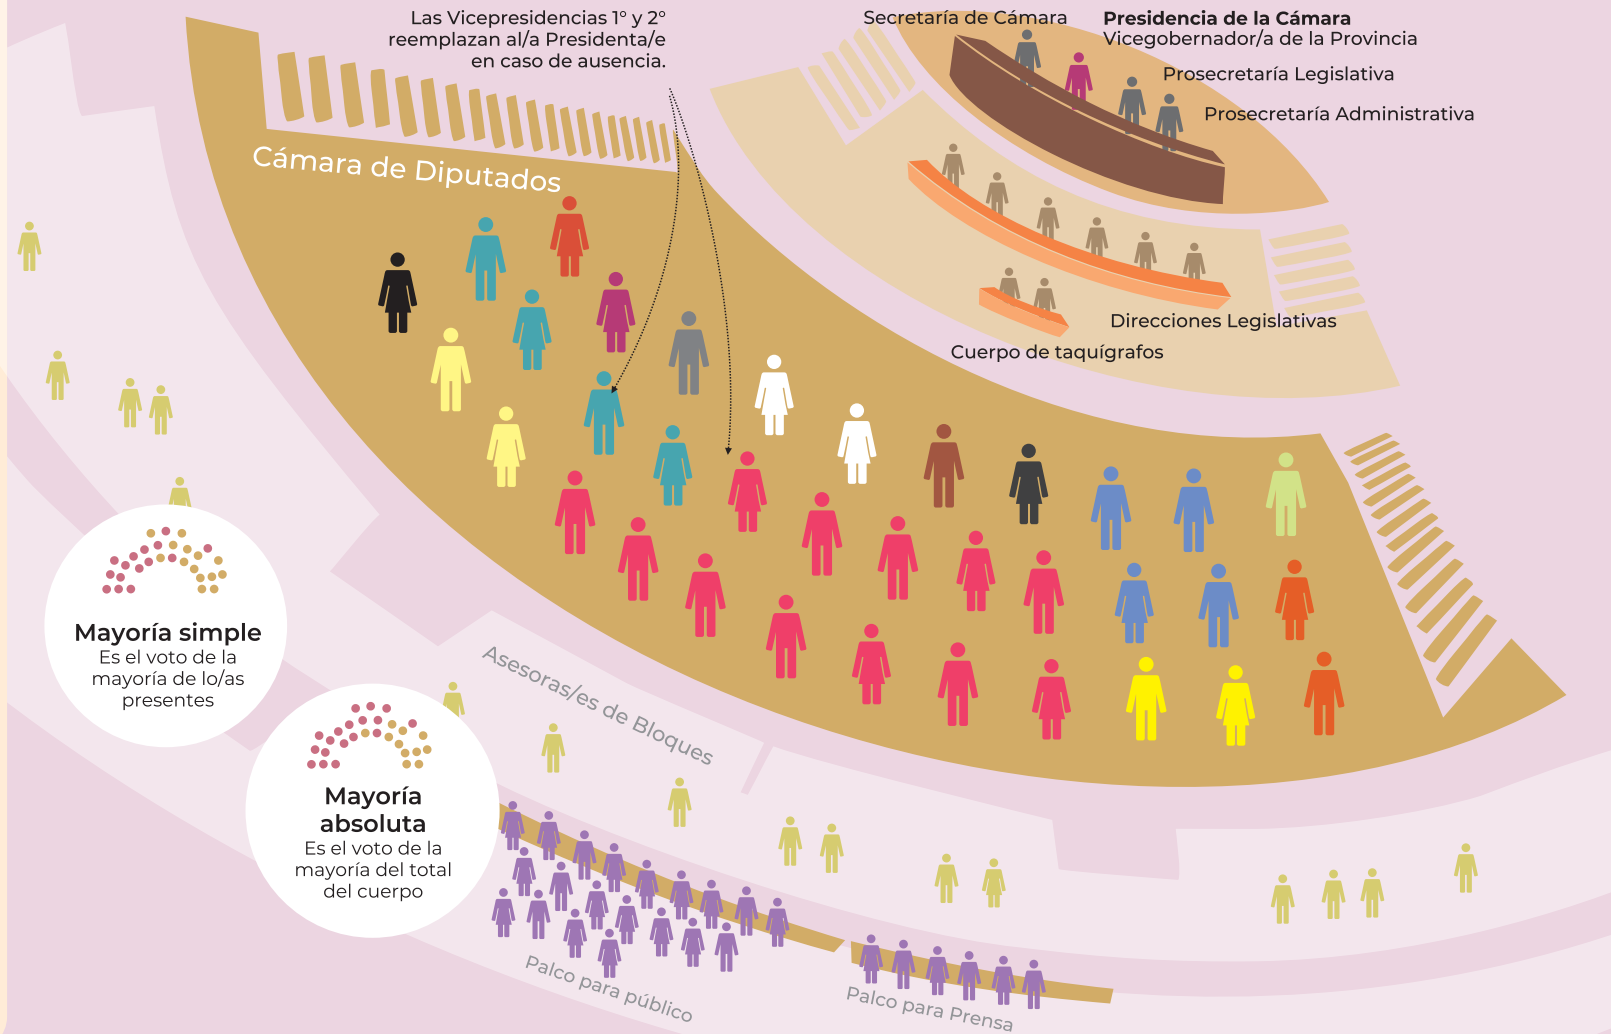 Las Vicepresidencias 1° y 2°
reemplazan al/a Presidenta/e
en caso de ausencia.
Secretaría de Cámara
Presidencia de la Cámara
Vicegobernador/a de la Provincia
Prosecretaría Legislativa
Prosecretaría Administrativa
Cámara de Diputados
Direcciones Legislativas
Cuerpo de taquígrafos
Mayoría simple
Es el voto de la
mayoría de lo/as
presentes
Asesoras/es de Bloques
Mayoría
absoluta
Es el voto de la
mayoría del total
del cuerpo
Palco para público
Palco para Prensa